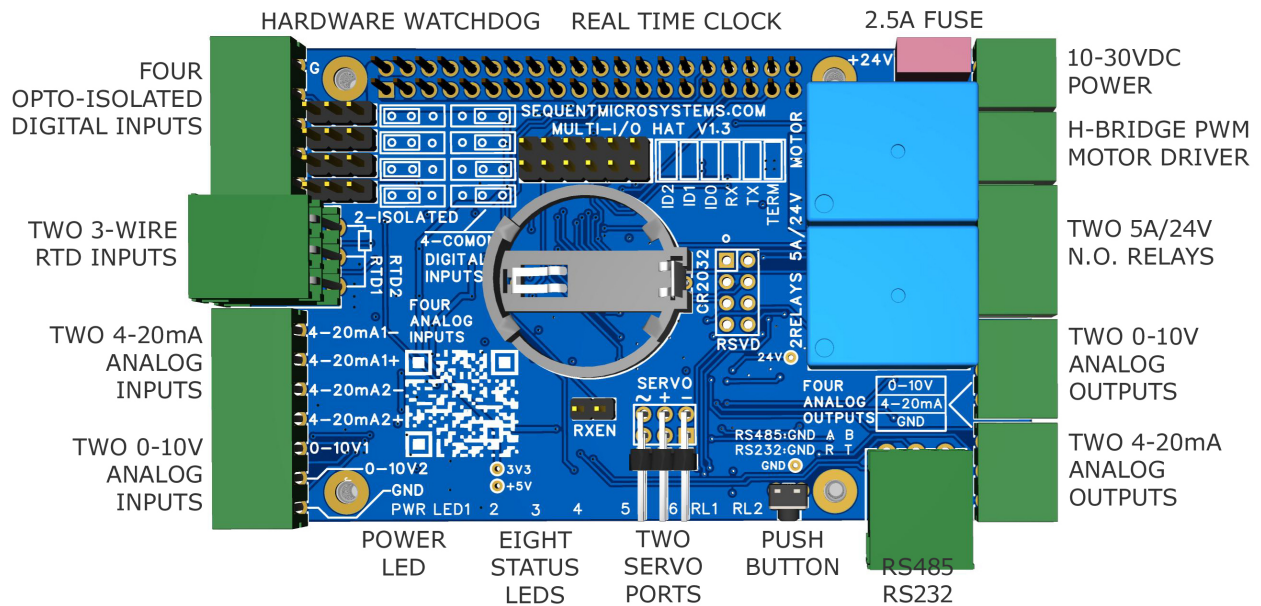 HARDWARE WATCHDOG
REAL TIME CLOCK
2.5A FUSE
FOUR
OPTO-ISOLATED
DIGITAL INPUTS
TWO 3-WIRE
RTD INPUTS
TWO 4-20mA
ANALOG
INPUTS
TWO 0-10V
ANALOG
INPUTS
G
+24V
SEQUENTMICROSYSTEMS.COM
MULTI-I/O HAT V1.3
ID2
ID1
ID0
RX
TX
TERM
MOTOR
2RELAYS 5A/24V
2-ISOLATED
4-COMO
DIGITAL
INPUTS
RTD1
RTD2
FOUR
ANALOG
INPUTS
4-20mA1-
4-20mA1+
4-20mA2-
4-20mA2+
0-10V1
0-10V2
GND
CR2032
RSVD
24V
SERVO
~ + -
RXEN
3V3
+5V
FOUR
ANALOG
OUTPUTS
0-10V
4-20mA
GND
RS485:GND A B
RS232:GND R T
GND
PWR LED1 2 3 4 5 6 RL1 RL2
10-30VDC
POWER
H-BRIDGE PWM
MOTOR DRIVER
TWO 5A/24V
N.O. RELAYS
TWO 0-10V
ANALOG
OUTPUTS
TWO 4-20mA
ANALOG
OUTPUTS
POWER
LED
EIGHT
STATUS
LEDS
TWO
SERVO
PORTS
PUSH
BUTTON
RS485
RS232